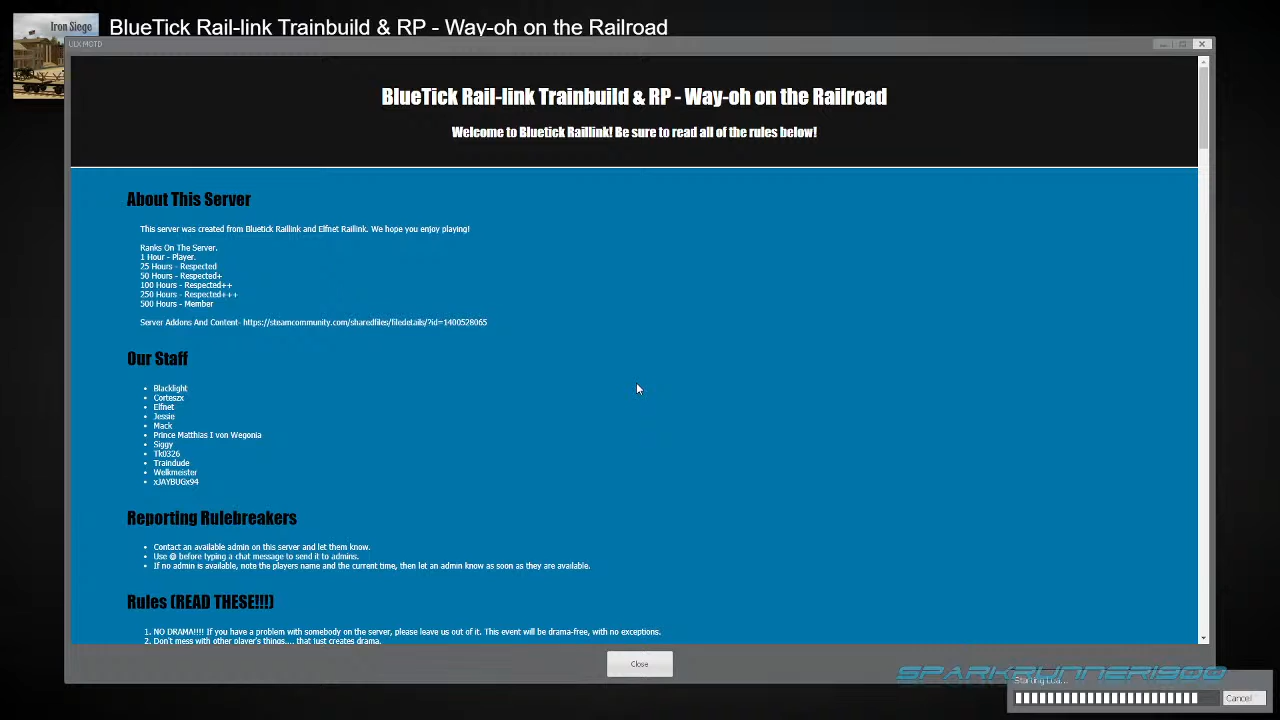 Iron Siege
BlueTick Rail-link Trainbuild & RP - Way-oh on the Railroad
ULX MOTD
BlueTick Rail-link Trainbuild & RP - Way-oh on the Railroad
Welcome to Bluetick Raillink! Be sure to read all of the rules below!
About This Server
This server was created from Bluetick Raillink and Elfnet Railink. We hope you enjoy playing!
Ranks On The Server.
1 Hour - Player.
25 Hours - Respected
50 Hours - Respected+
100 Hours - Respected++
250 Hours - Respected+++
500 Hours - Member
Server Addons And Content- https://steamcommunity.com/sharedfiles/filedetails/?id=1400528065
Our Staff
• Blacklight
• Corteszx
• Elfnet
• Jessie
• Mack
• Prince Matthias I von Wegonia
• Siggy
• Tk0326
• Traindude
• Welkmeister
• xJAYBUGx94
Reporting Rulebreakers
• Contact an available admin on this server and let them know.
• Use @ before typing a chat message to send it to admins.
• If no admin is available, note the players name and the current time, then let an admin know as soon as they are available.
Rules (READ THESE!!!)
1. NO DRAMA!!!! If you have a problem with somebody on the server, please leave us out of it. This event will be drama-free, with no exceptions.
2. Don't mess with other player's things.... that just creates drama.
Close
SPARKRUNNER1900
Starting Lua...
Cancel